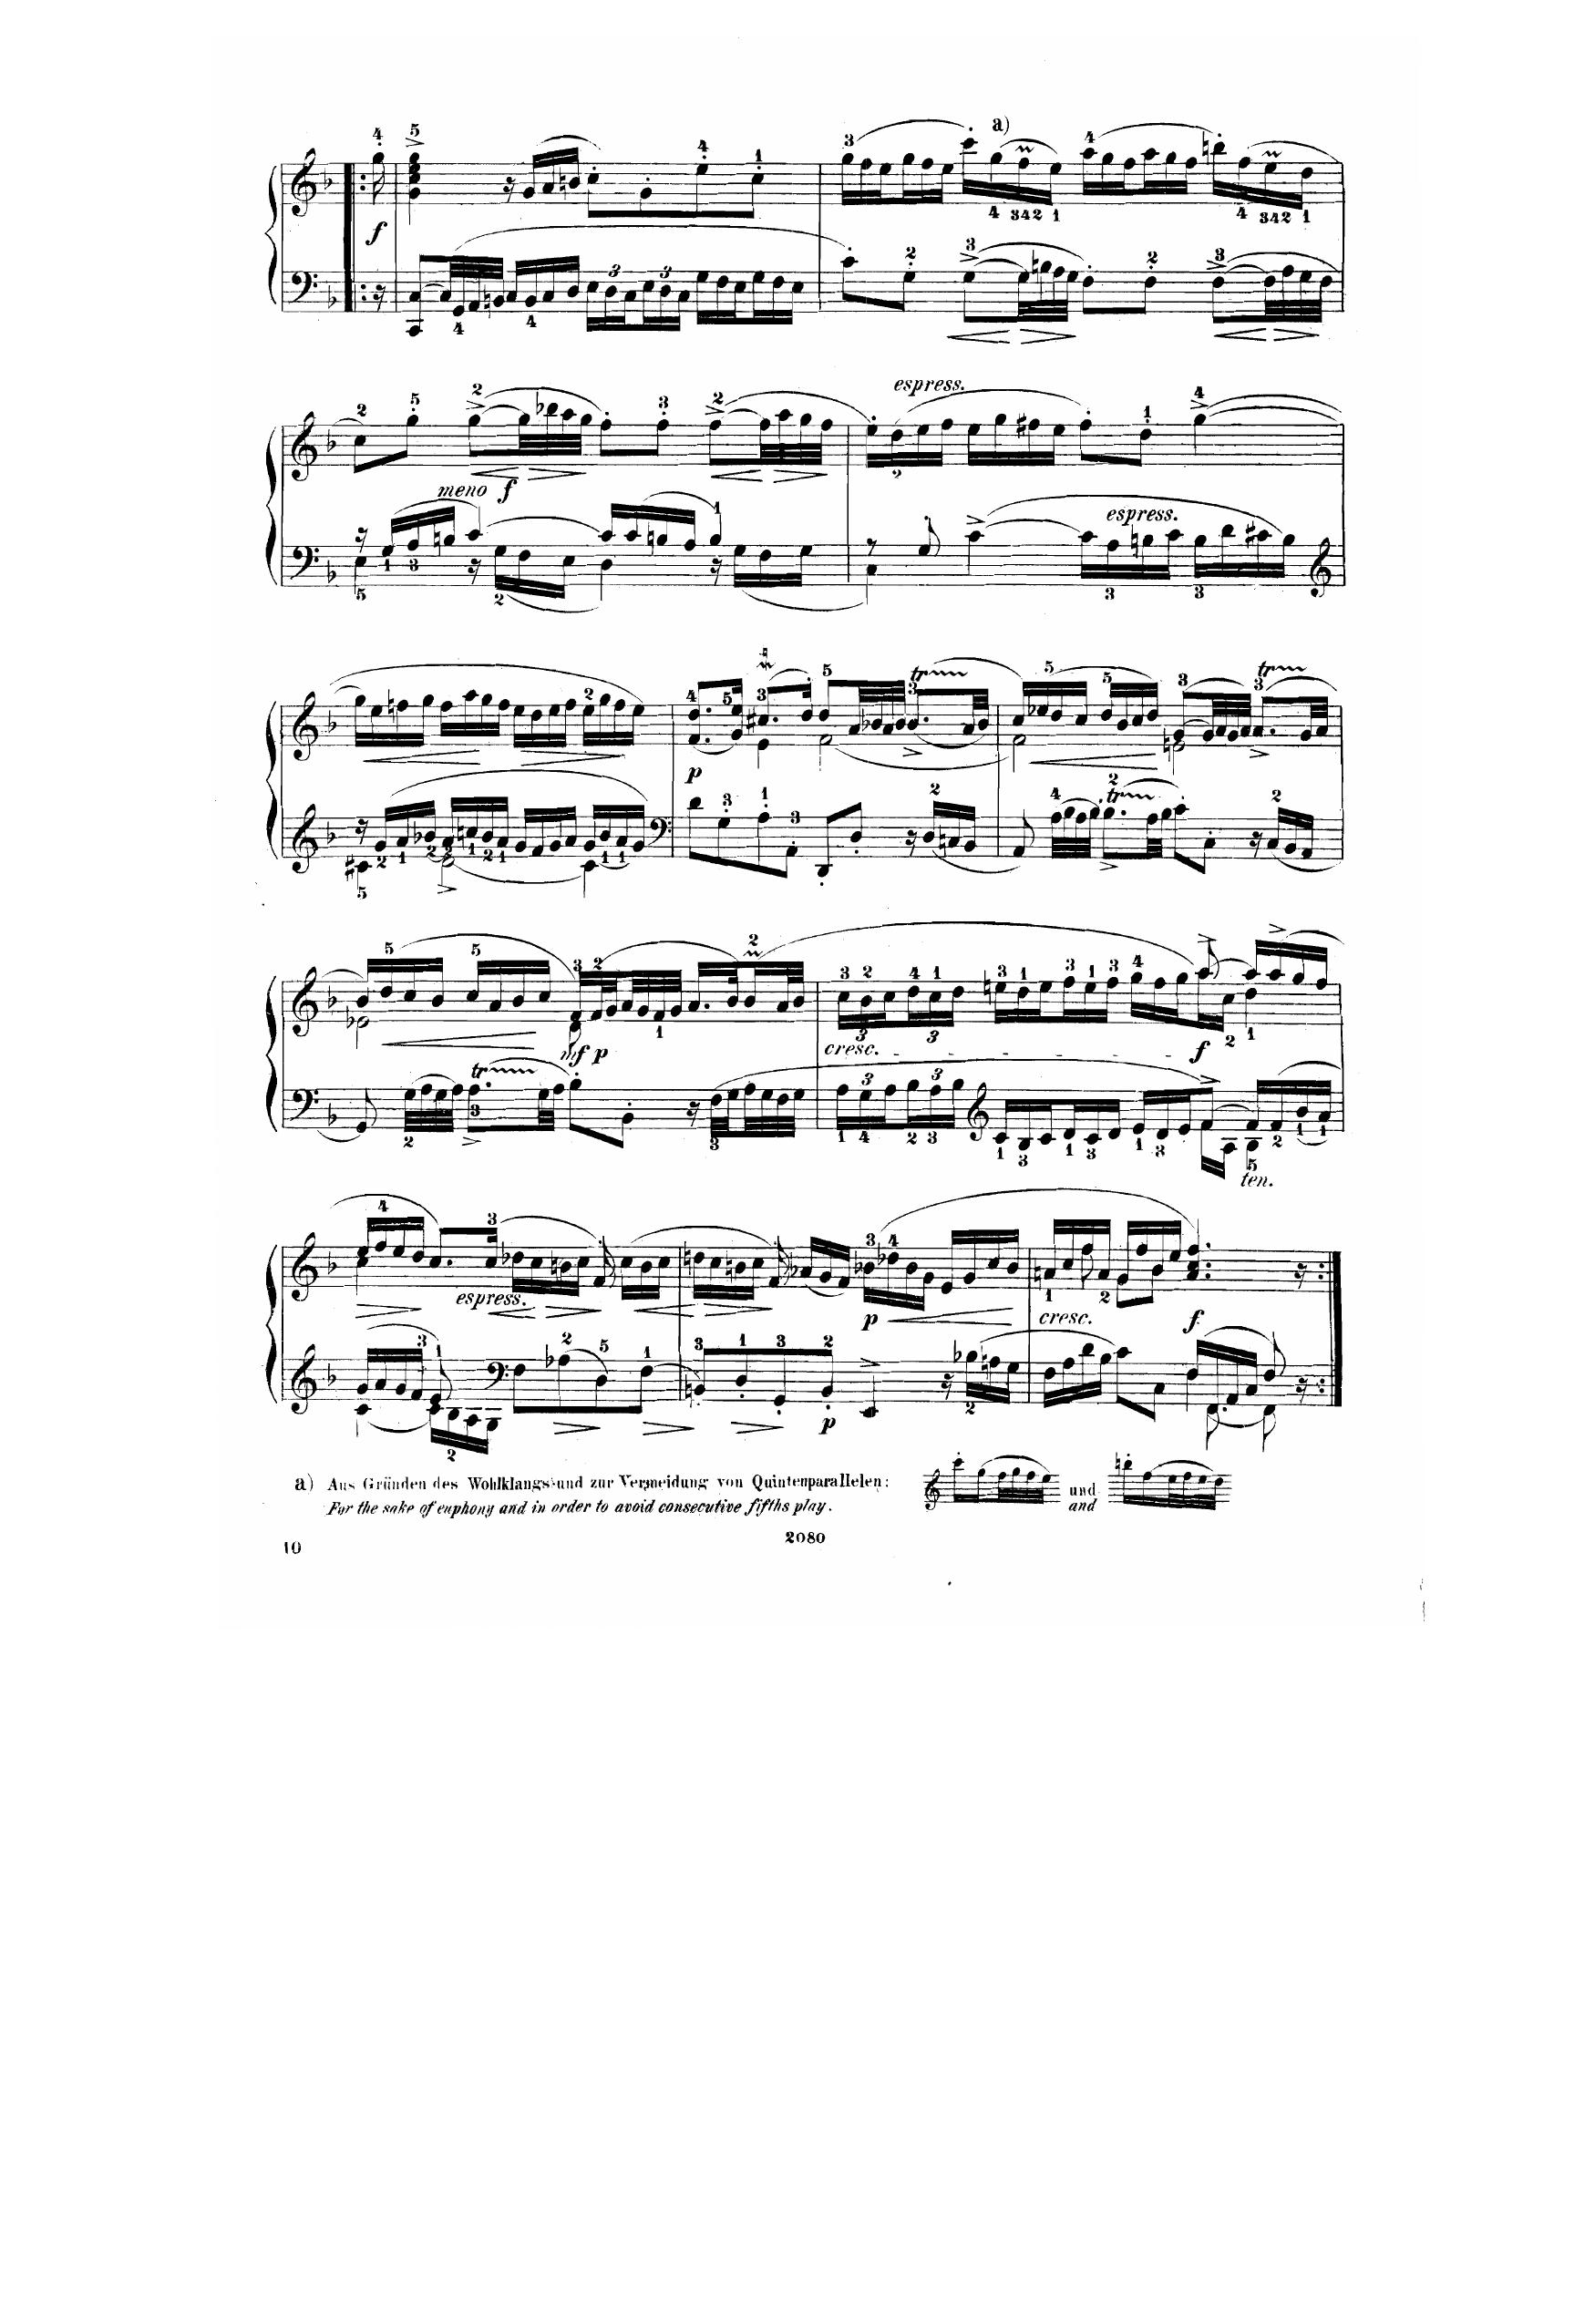 a)
f
espress.
meno f
espress.
p
mf p
cresc.
f
ten.
espress.
p
cresc.
f
p
a) Aus Gründen des Wohlklangs und zur Vermeidung von Quintenparallelen:
und
For the sake of euphony and in order to avoid consecutive fifths play.
and
2080
10